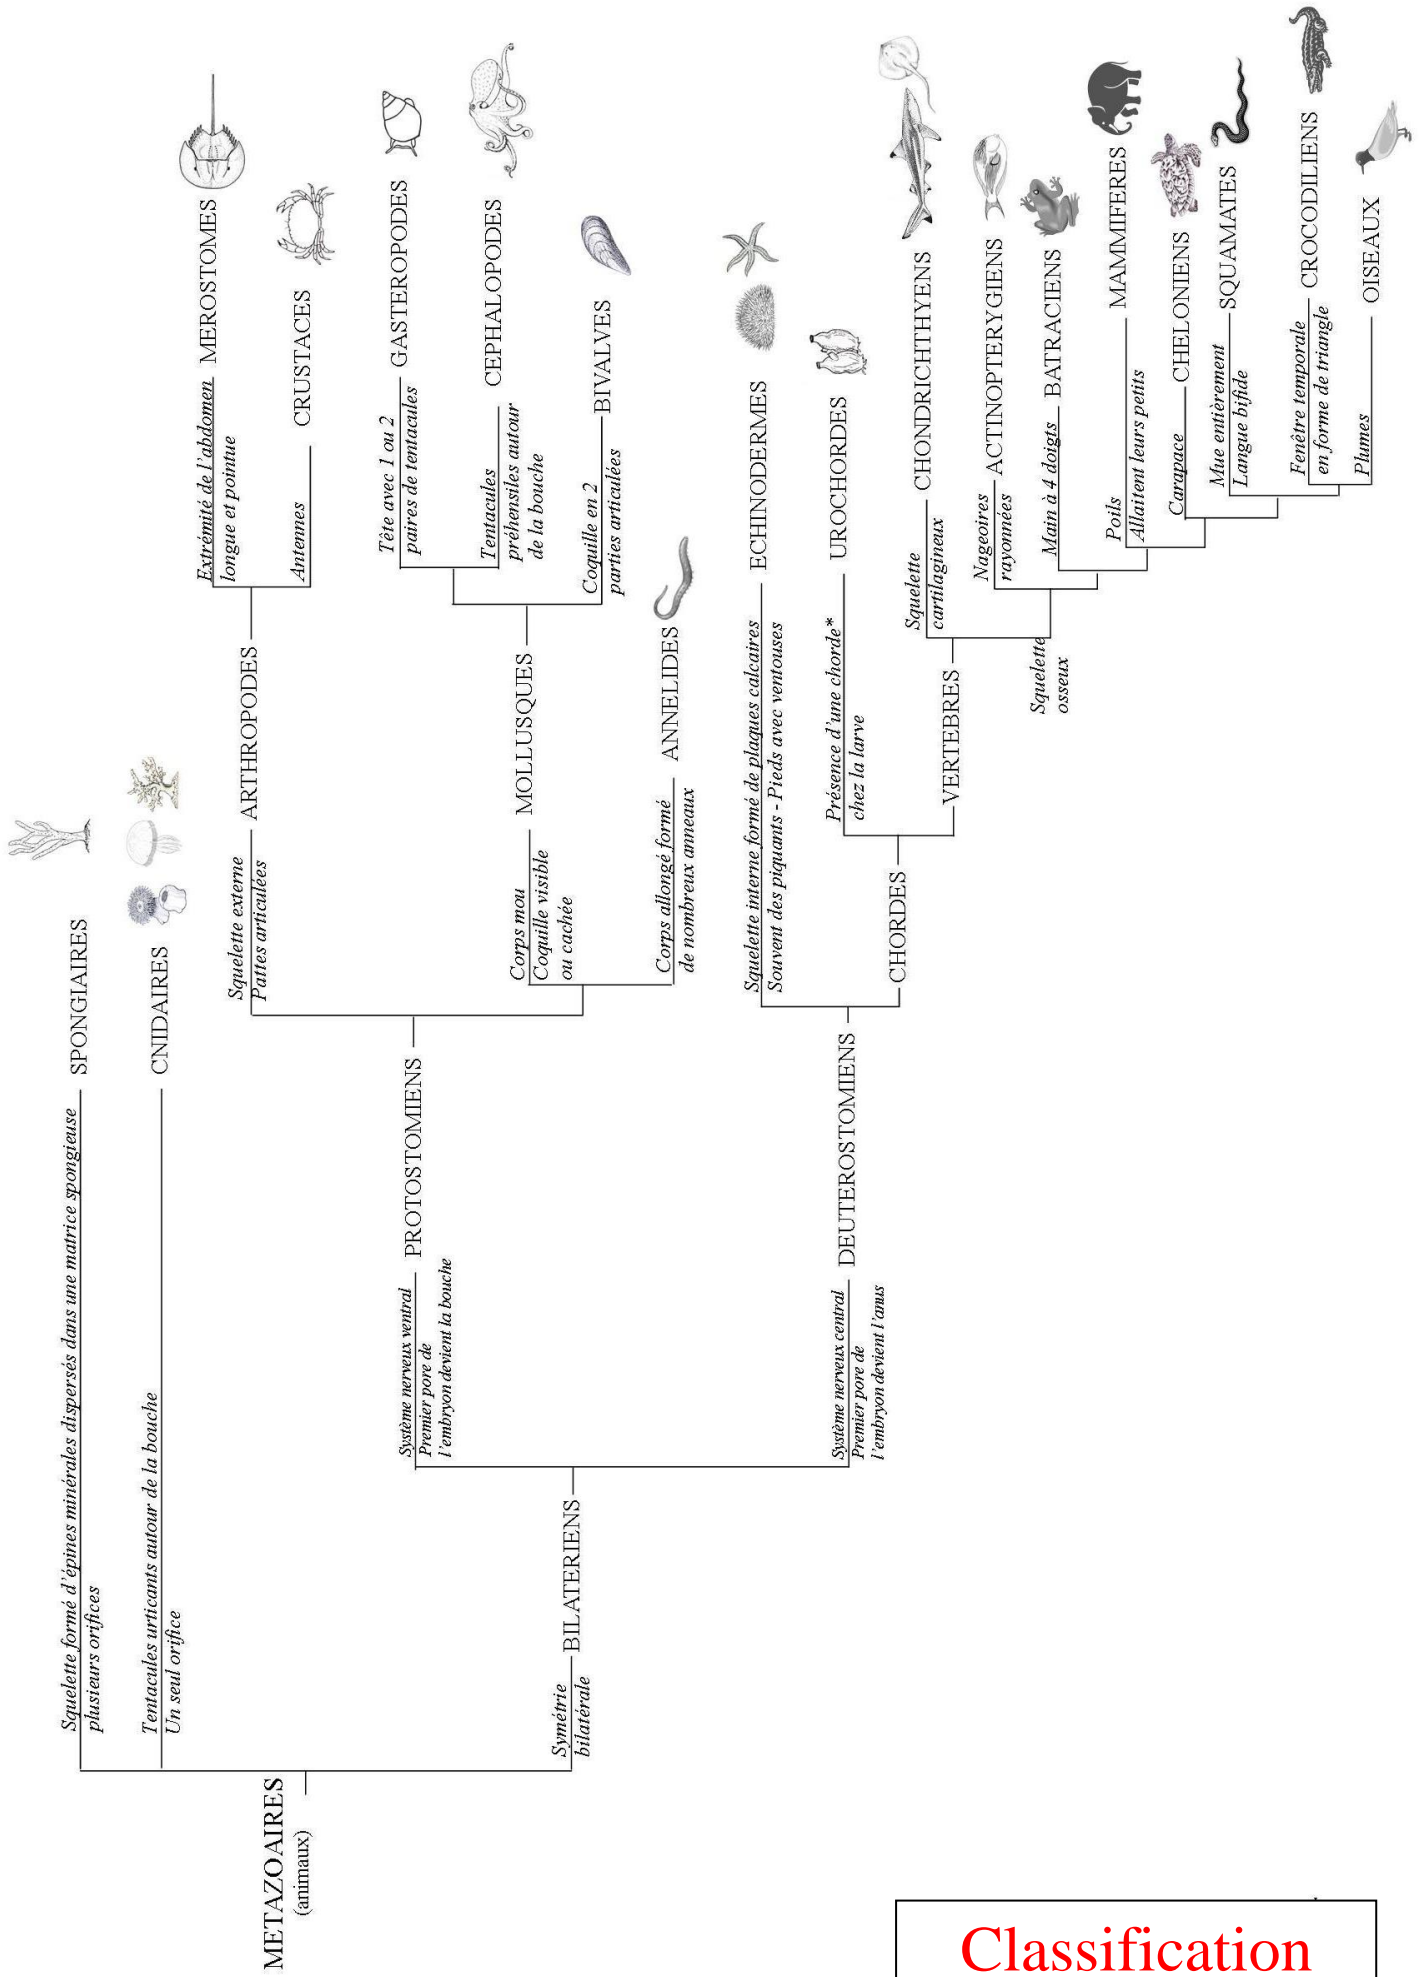 METAZOAIRES
(animaux)
Squelette formé d'épines minérales dispersés dans une matrice spongieuse
plusieurs orifices
SPONGIAIRES
Tentacules urticants autour de la bouche
Un seul orifice
CNIDAIRES
Symétrie
bilatérale
BILATERIENS
Système nerveux ventral
Premier pore de
l'embryon devient la bouche
PROTOSTOMIENS
Squelette externe
Pattes articulées
ARTHROPODES
Extrémité de l'abdomen
longue et pointue
MEROSTOMES
Antennes
CRUSTACES
Corps mou
Coquille visible
ou cachée
MOLLUSQUES
Tête avec 1 ou 2
paires de tentacules
GASTEROPODES
Tentacules
préhensiles autour
de la bouche
CEPHALOPODES
Coquille en 2
parties articulées
BIVALVES
Corps allongé formé
de nombreux anneaux
ANNELIDES
Système nerveux central
Premier pore de
l'embryon devient l'anus
DEUTEROSTOMIENS
Squelette interne formé de plaques calcaires
Souvent des piquants - Pieds avec ventouses
ECHINODERMES
CHORDES
Présence d'une chorde*
chez la larve
UROCHORDES
VERTEBRES
Squelette
cartilagineux
CHONDRICHTHYENS
Squelette
osseux
Nageoires
rayonnées
ACTINOPTERYGIENS
Main à 4 doigts
BATRACIENS
Poils
Allaitent leurs petits
MAMMIFERES
Carapace
CHELONIENS
Mue entièrement
Langue bifide
SQUAMATES
Fenêtre temporale
en forme de triangle
CROCODILIENS
Plumes
OISEAUX
Classification